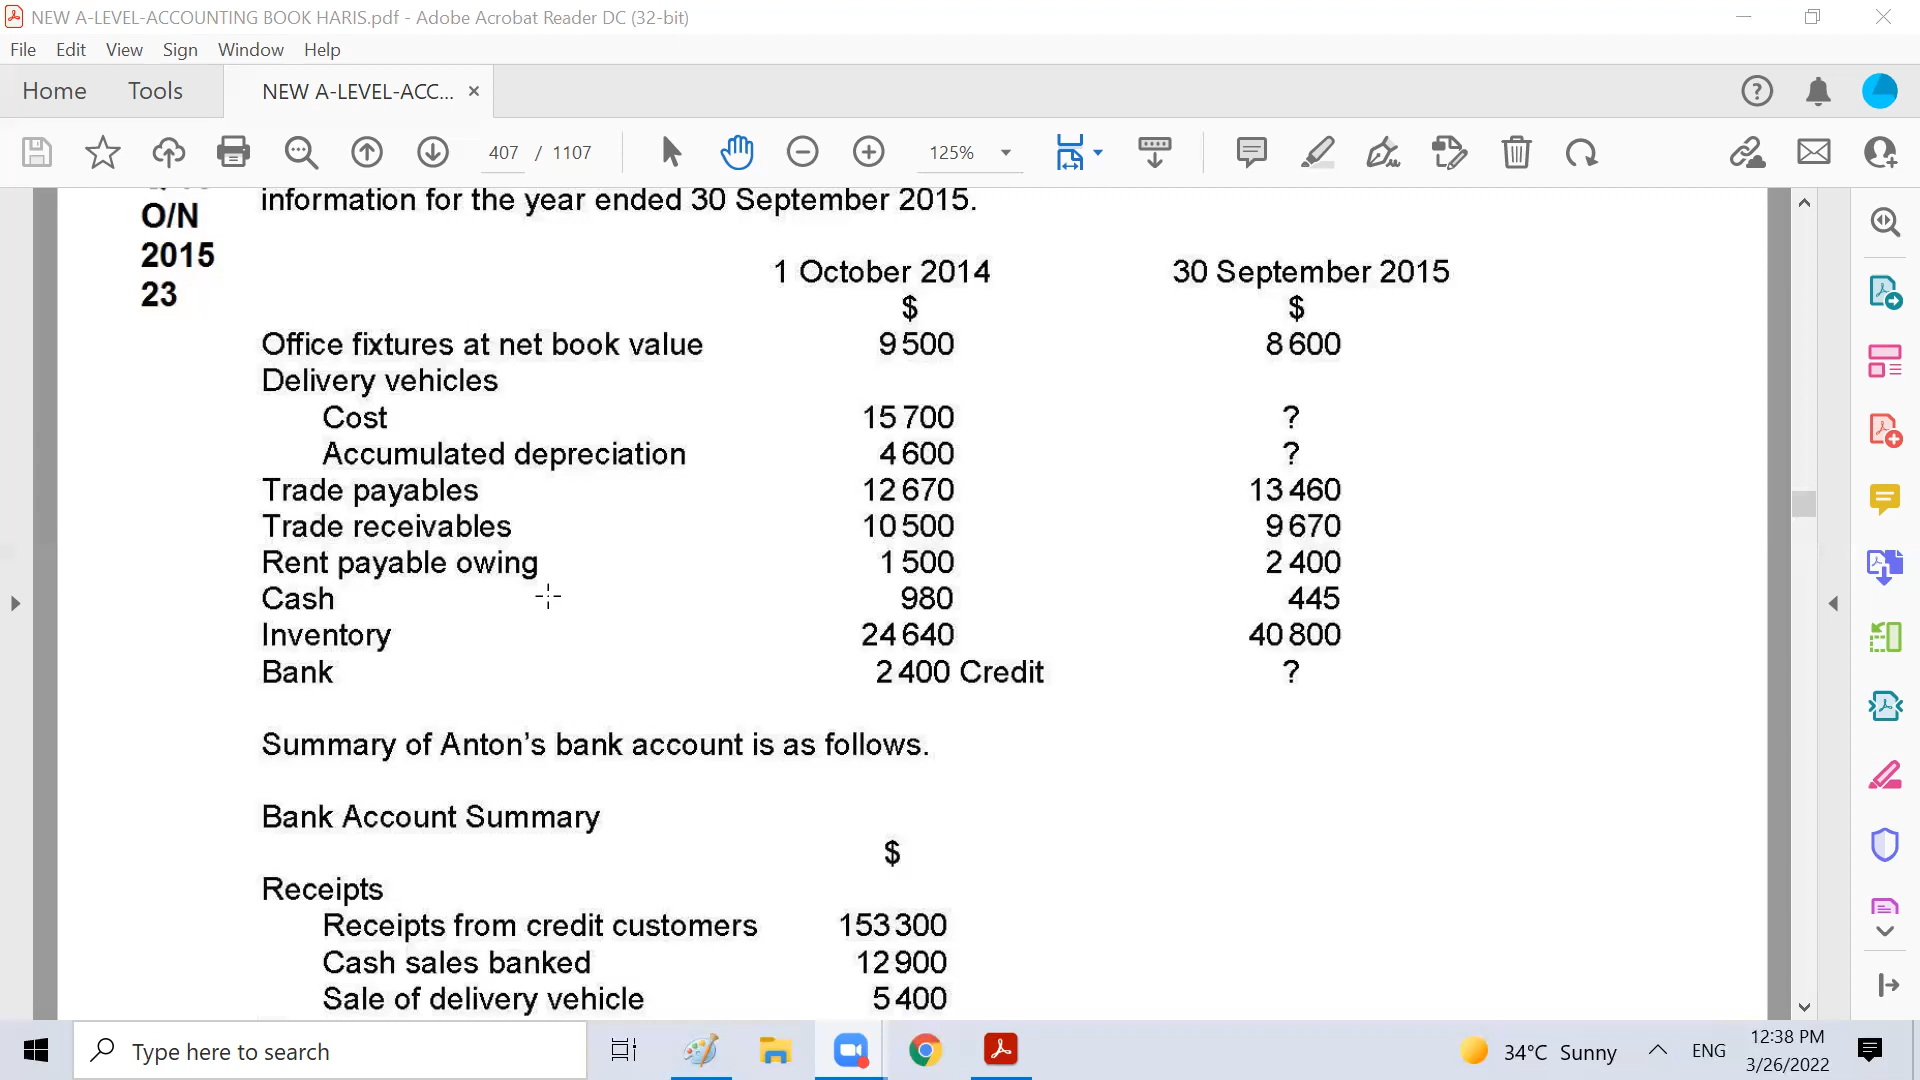 NEW A-LEVEL-ACCOUNTING BOOK HARIS.pdf - Adobe Acrobat Reader DC (32-bit)
File Edit View Sign Window Help
Home Tools NEW A-LEVEL-ACC... ×
407 / 1107 125%
information for the year ended 30 September 2015.
O/N
2015
23
1 October 2014 30 September 2015
$ $
Office fixtures at net book value 9 500 8 600
Delivery vehicles
Cost 15 700 ?
Accumulated depreciation 4 600 ?
Trade payables 12 670 13 460
Trade receivables 10 500 9 670
Rent payable owing 1 500 2 400
Cash 980 445
Inventory 24 640 40 800
Bank 2 400 Credit ?
Summary of Anton's bank account is as follows.
Bank Account Summary
$
Receipts
Receipts from credit customers 153 300
Cash sales banked 12 900
Sale of delivery vehicle 5 400
Type here to search 34°C Sunny ENG 12:38 PM
3/26/2022